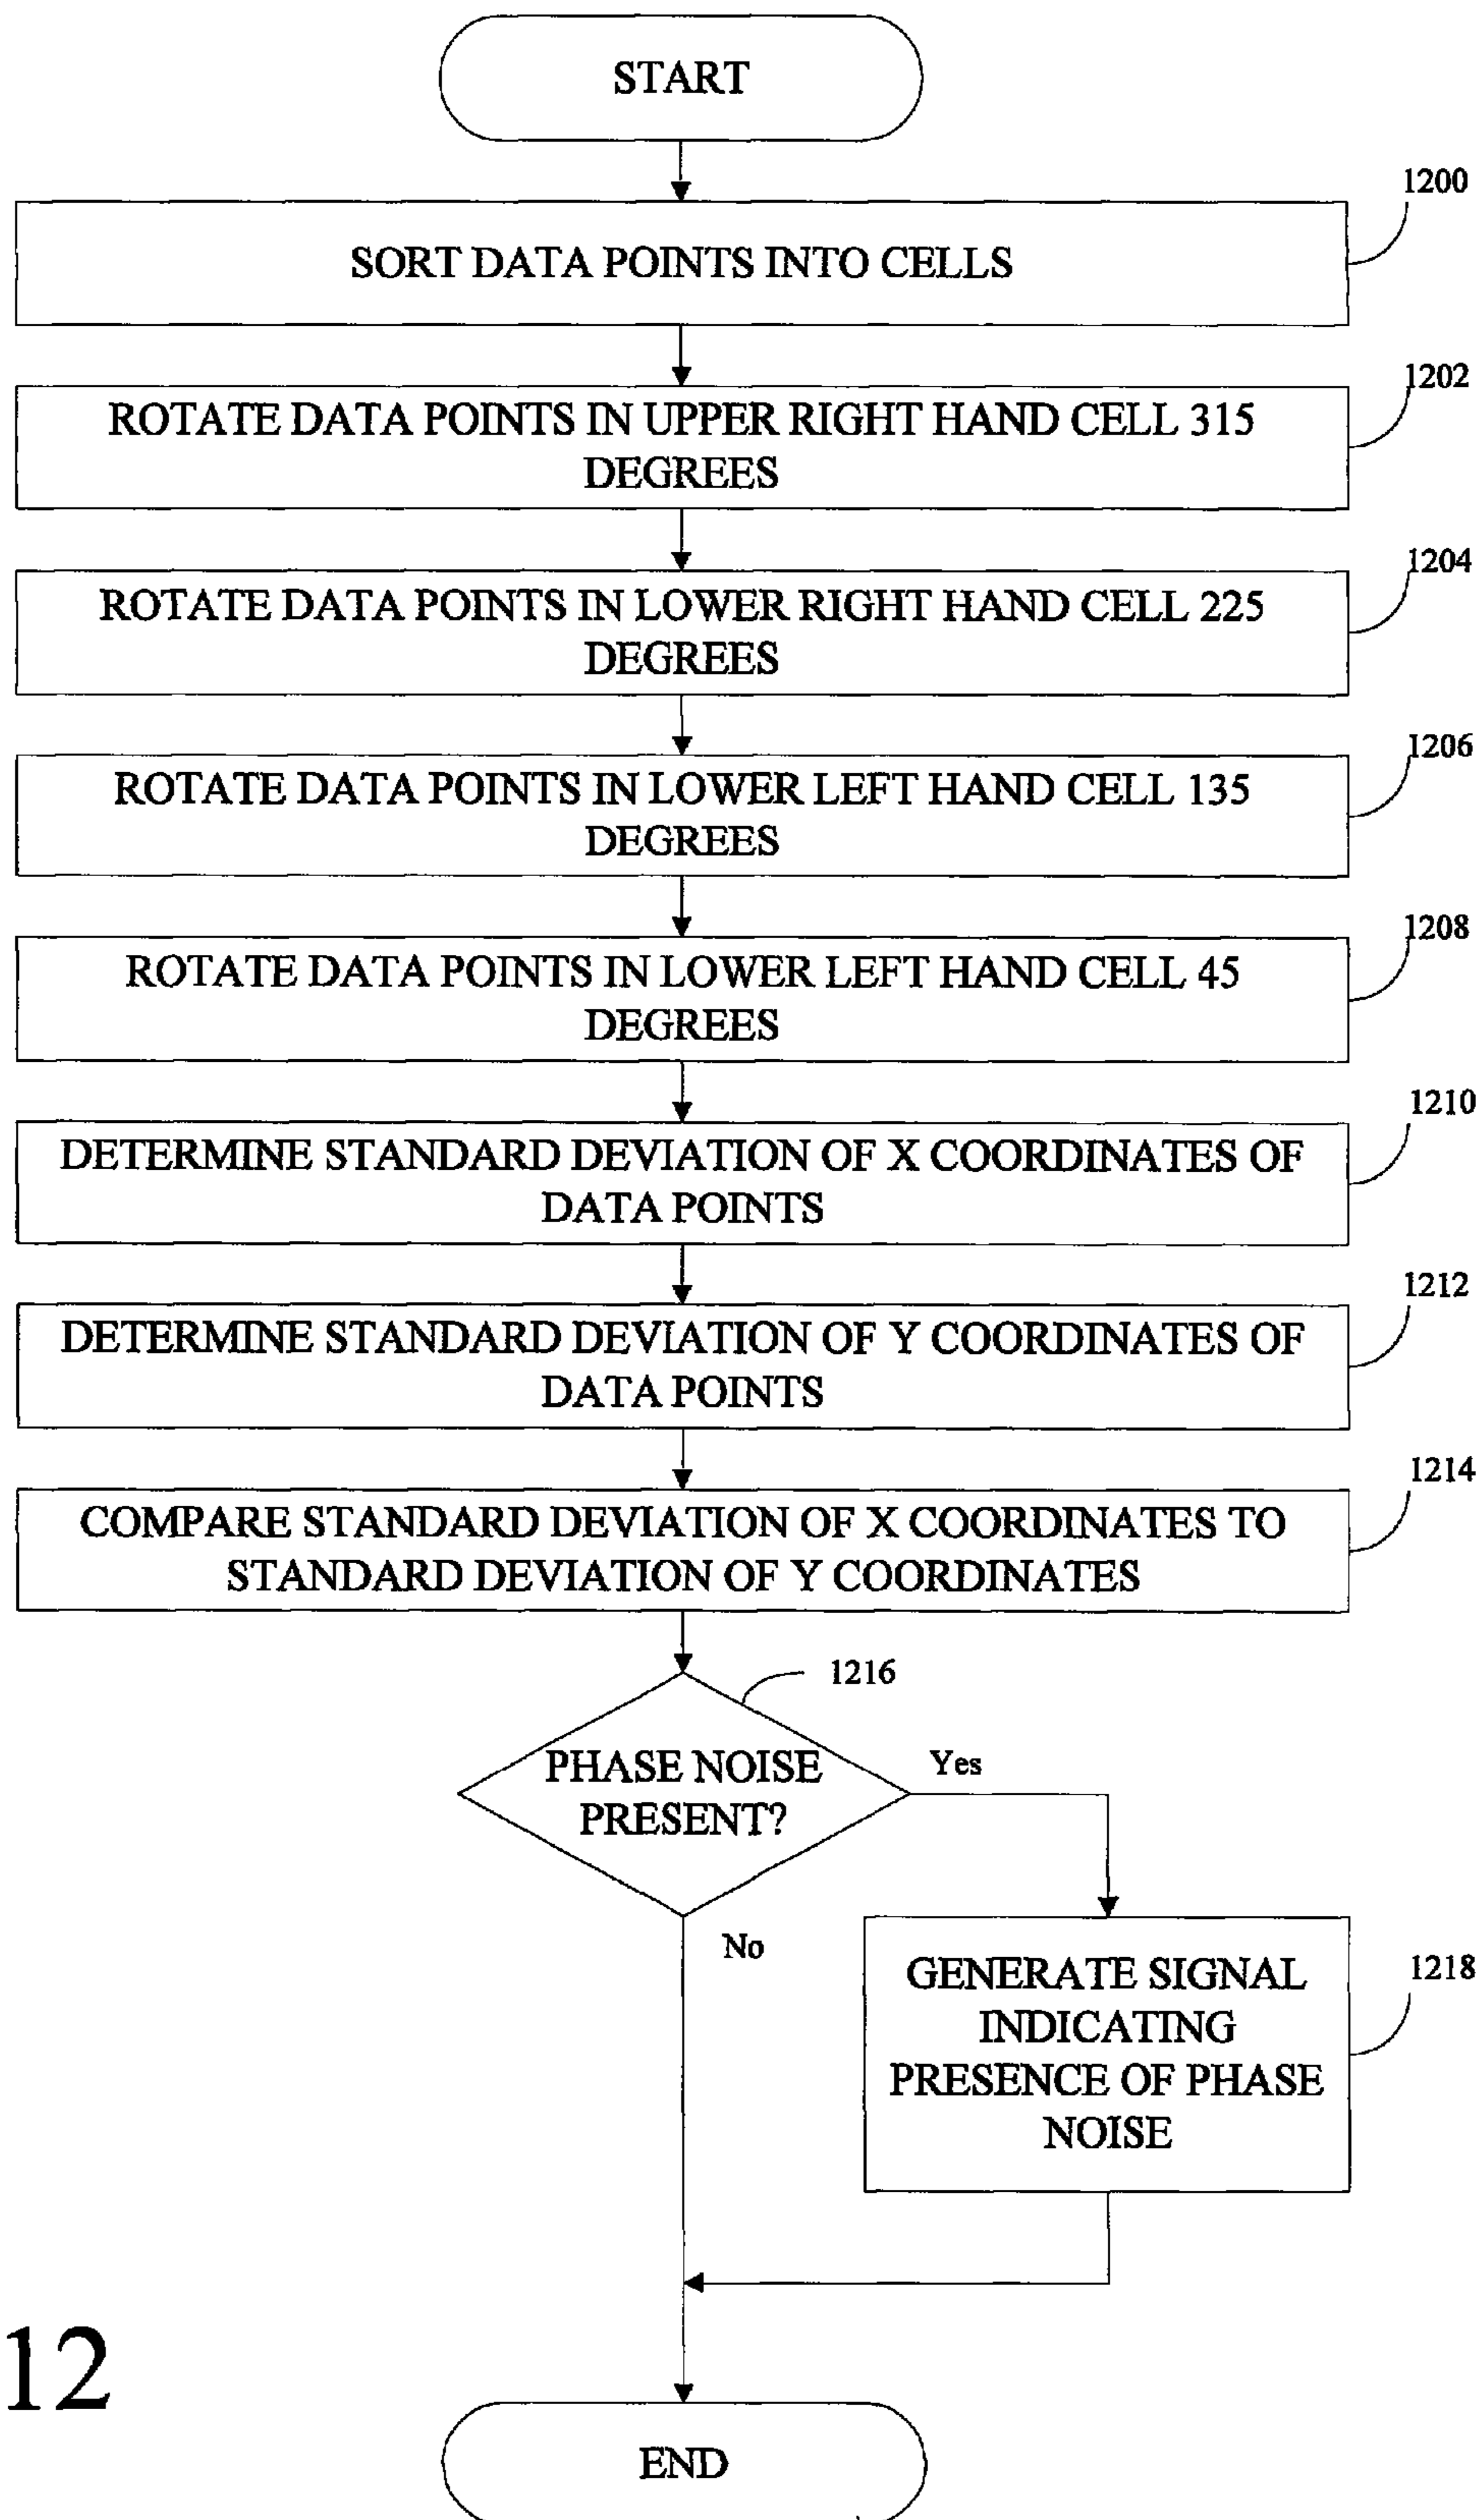 START
1200
SORT DATA POINTS INTO CELLS
1202
ROTATE DATA POINTS IN UPPER RIGHT HAND CELL 315
DEGREES
1204
ROTATE DATA POINTS IN LOWER RIGHT HAND CELL 225
DEGREES
1206
ROTATE DATA POINTS IN LOWER LEFT HAND CELL 135
DEGREES
1208
ROTATE DATA POINTS IN LOWER LEFT HAND CELL 45
DEGREES
1210
DETERMINE STANDARD DEVIATION OF X COORDINATES OF
DATA POINTS
1212
DETERMINE STANDARD DEVIATION OF Y COORDINATES OF
DATA POINTS
1214
COMPARE STANDARD DEVIATION OF X COORDINATES TO
STANDARD DEVIATION OF Y COORDINATES
1216
PHASE NOISE
PRESENT?
Yes
No
1218
GENERATE SIGNAL
INDICATING
PRESENCE OF PHASE
NOISE
12
END